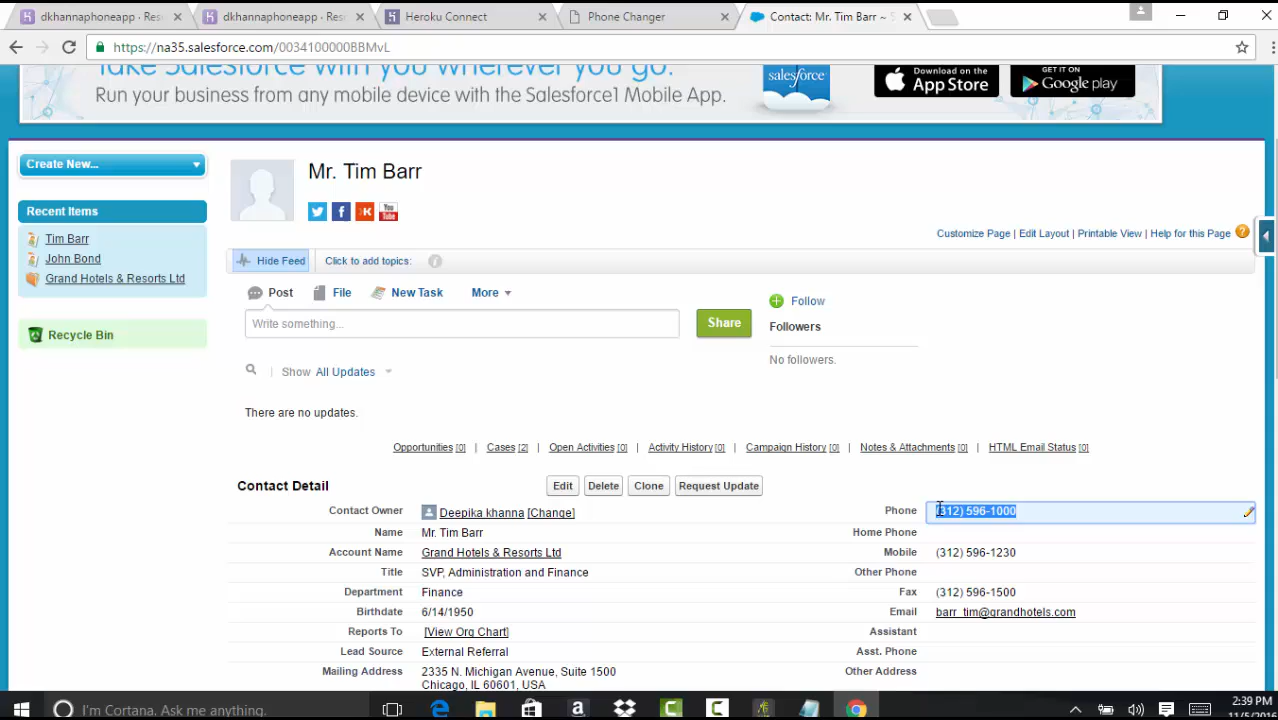 dkhannaphoneapp - Res
dkhannaphoneapp - Res
Heroku Connect
Phone Changer
Contact: Mr. Tim Barr ~
https://na35.salesforce.com/0034100000BBMvL
Take Salesforce with you wherever you go.
Run your business from any mobile device with the Salesforce1 Mobile App.
salesforce
Download on the App Store
GET IT ON Google play
Create New...
Recent Items
Tim Barr
John Bond
Grand Hotels & Resorts Ltd
Recycle Bin
Mr. Tim Barr
You Tube
Customize Page | Edit Layout | Printable View | Help for this Page ?
Hide Feed
Click to add topics:
Post
File
New Task
More
Write something...
Share
Follow
Followers
No followers.
Show All Updates
There are no updates.
Opportunities [0] | Cases [2] | Open Activities [0] | Activity History [0] | Campaign History [0] | Notes & Attachments [0] | HTML Email Status [0]
Contact Detail
Edit
Delete
Clone
Request Update
Contact Owner Deepika khanna [Change]
Phone (312) 596-1000
Name Mr. Tim Barr
Home Phone
Account Name Grand Hotels & Resorts Ltd
Mobile (312) 596-1230
Title SVP, Administration and Finance
Other Phone
Department Finance
Fax (312) 596-1500
Birthdate 6/14/1950
Email barr_tim@grandhotels.com
Reports To [View Org Chart]
Assistant
Lead Source External Referral
Asst. Phone
Mailing Address 2335 N. Michigan Avenue, Suite 1500
Chicago, IL 60601, USA
Other Address
I'm Cortana. Ask me anything.
2:39 PM